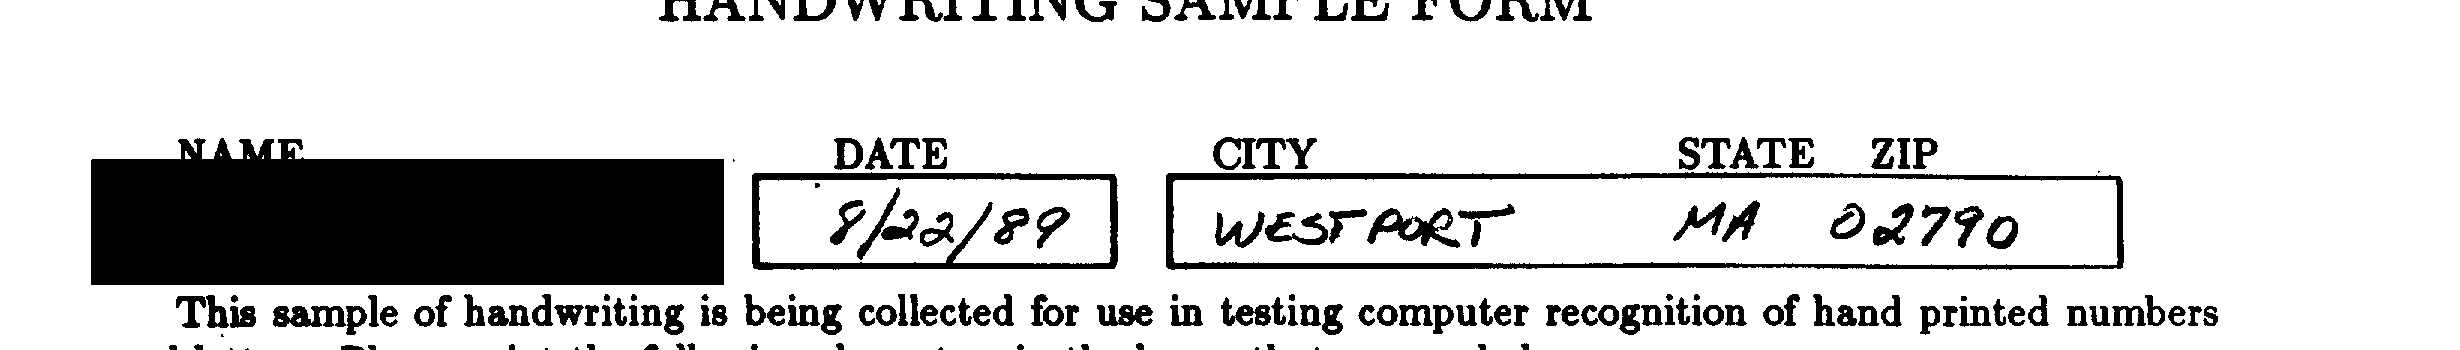 HANDWRITING SAMPLE FORM
NAME DATE CITY STATE ZIP
8/22/89 WESTPORT MA 02790
This sample of handwriting is being collected for use in testing computer recognition of hand printed numbers